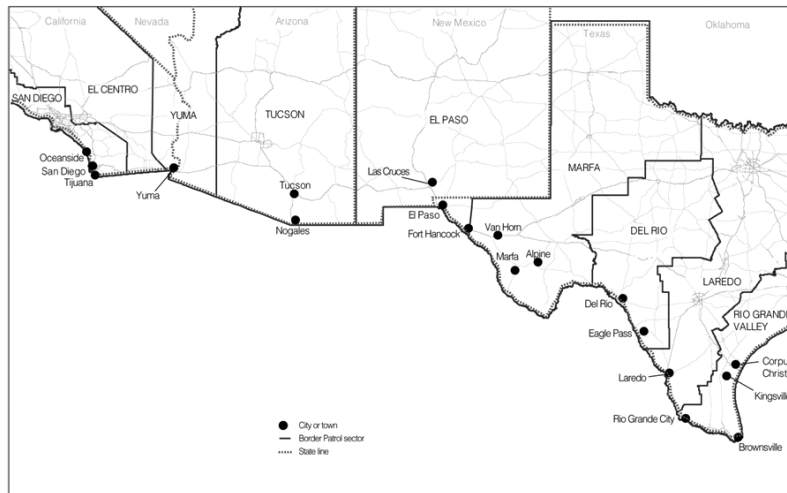 California
Nevada
Arizona
New Mexico
Texas
Oklahoma
SAN DIEGO
EL CENTRO
YUMA
TUCSON
EL PASO
MARFA
DEL RIO
LAREDO
RIO GRANDE
VALLEY
Oceanside
San Diego
Tijuana
Yuma
Tucson
Nogales
Las Cruces
El Paso
Fort Hancock
Van Horn
Marfa
Alpine
Del Rio
Eagle Pass
Laredo
Rio Grande City
Corpu
Christ
Kingsville
Brownsville
City or town
Border Patrol sector
State line